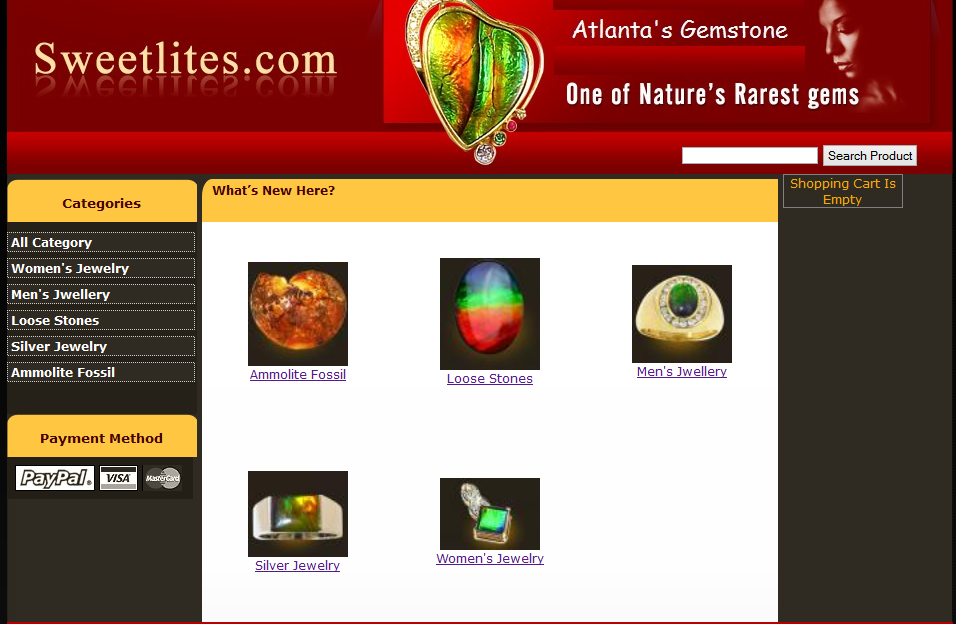 Sweetlites.com
Atlanta's Gemstone
One of Nature's Rarest gems
Search Product
Categories
All Category
Women's Jewelry
Men's Jwellery
Loose Stones
Silver Jewelry
Ammolite Fossil
Payment Method
PayPal
VISA
MasterCard
What's New Here?
Ammolite Fossil
Loose Stones
Men's Jwellery
Silver Jewelry
Women's Jewelry
Shopping Cart Is
Empty